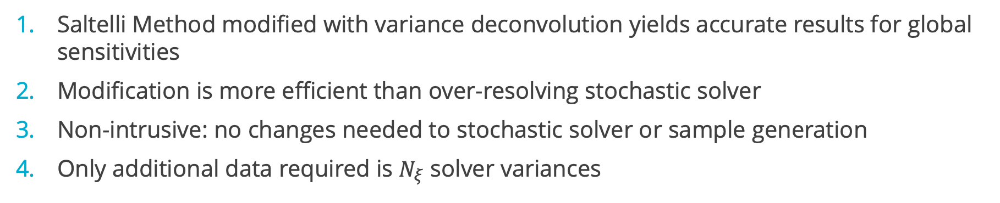 1. Saltelli Method modified with variance deconvolution yields accurate results for global
sensitivities
2. Modification is more efficient than over-resolving stochastic solver
3. Non-intrusive: no changes needed to stochastic solver or sample generation
4. Only additional data required is $N_\xi$ solver variances